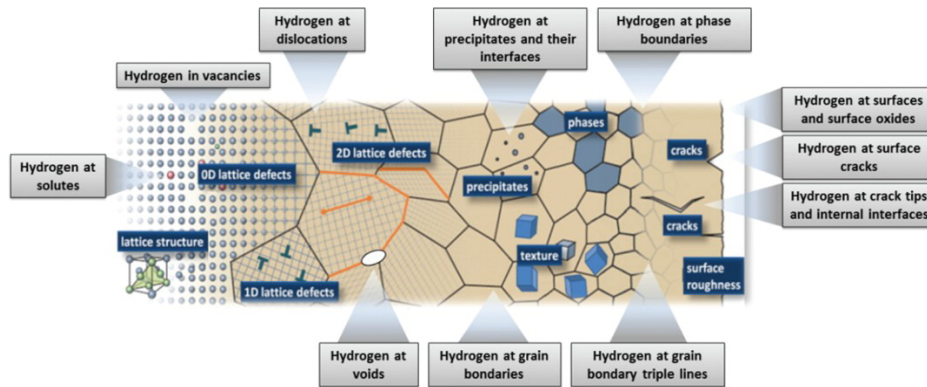 Hydrogen at
dislocations
Hydrogen at
precipitates and their
interfaces
Hydrogen at phase
boundaries
Hydrogen in vacancies
Hydrogen at surfaces
and surface oxides
Hydrogen at
solutes
Hydrogen at surface
cracks
Hydrogen at crack tips
and internal interfaces
phases
2D lattice defects
cracks
0D lattice defects
precipitates
cracks
lattice structure
texture
surface
roughness
1D lattice defects
Hydrogen at
voids
Hydrogen at grain
bondaries
Hydrogen at grain
bondary triple lines